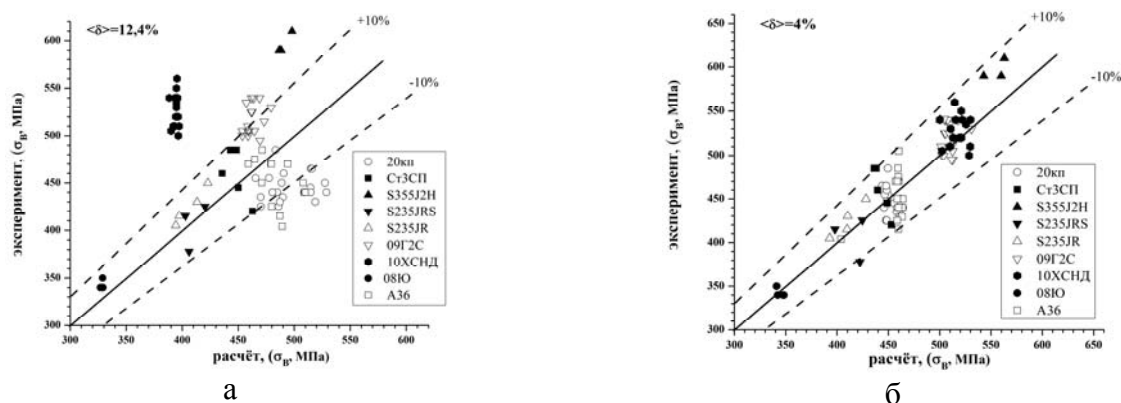 <δ>=12,4%
+10%
-10%
600
550
500
450
400
350
300
эксперимент, (σв, МПа)
20кп
Ст3СП
S355J2H
S235JRS
S235JR
09Г2С
10ХСНД
08Ю
А36
300 350 400 450 500 550 600
расчёт, (σв, МПа)
а
<δ>=4%
+10%
-10%
650
600
550
500
450
400
350
300
эксперимент, (σв, МПа)
20кп
Ст3СП
S355J2H
S235JRS
S235JR
09Г2С
10ХСНД
08Ю
А36
300 350 400 450 500 550 600 650
расчёт, (σв, МПа)
б